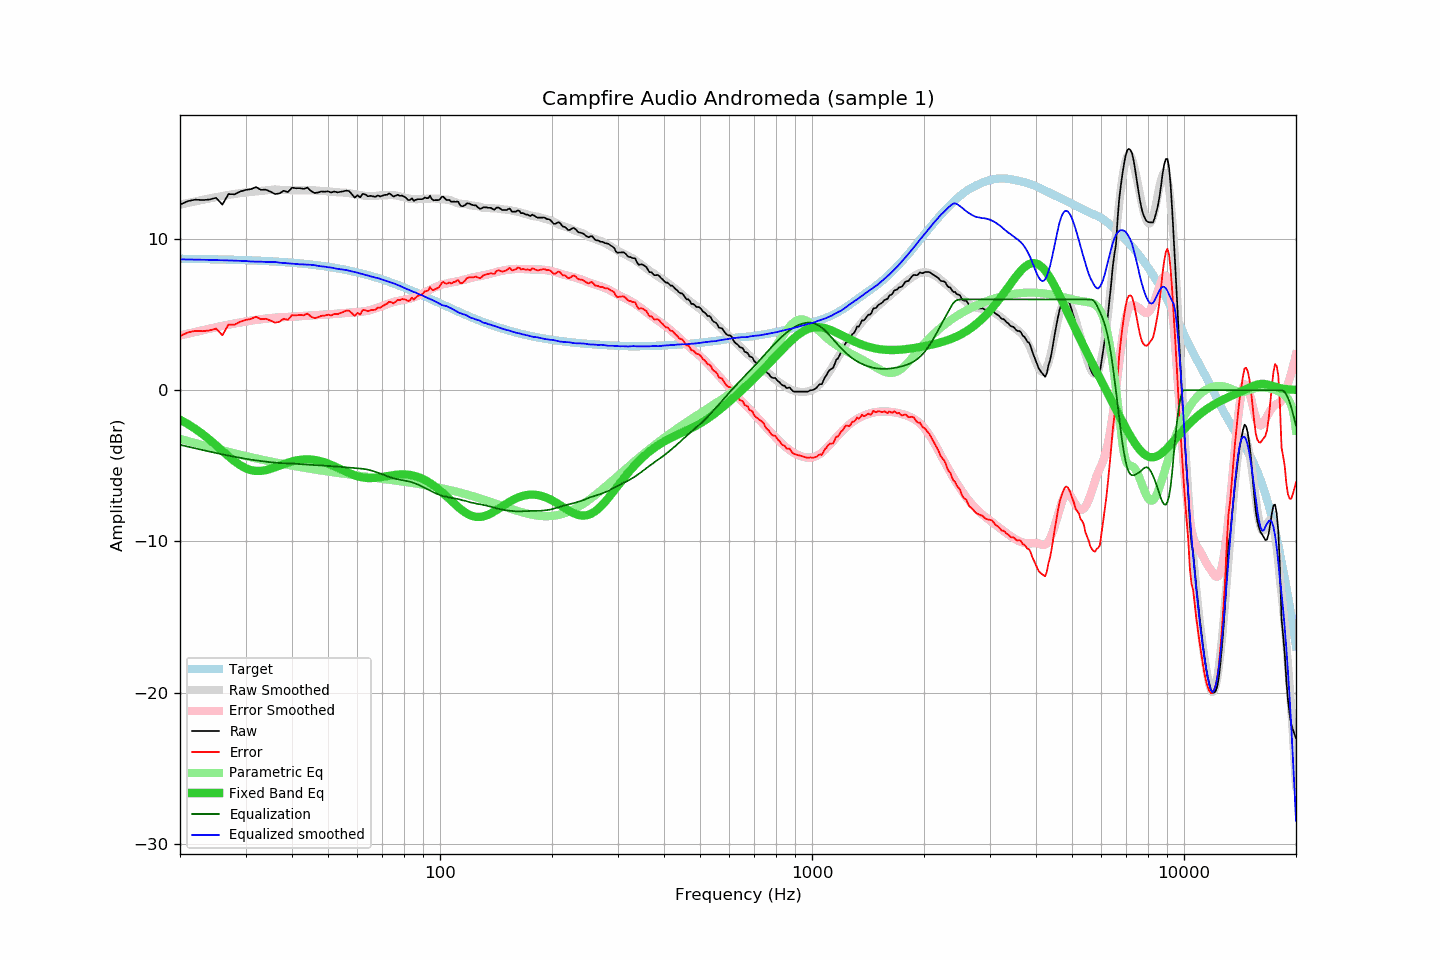 Campfire Audio Andromeda (sample 1)
10
0
−10
−20
−30
Amplitude (dBr)
Target
Raw Smoothed
Error Smoothed
Raw
Error
Parametric Eq
Fixed Band Eq
Equalization
Equalized smoothed
100
1000
10000
Frequency (Hz)